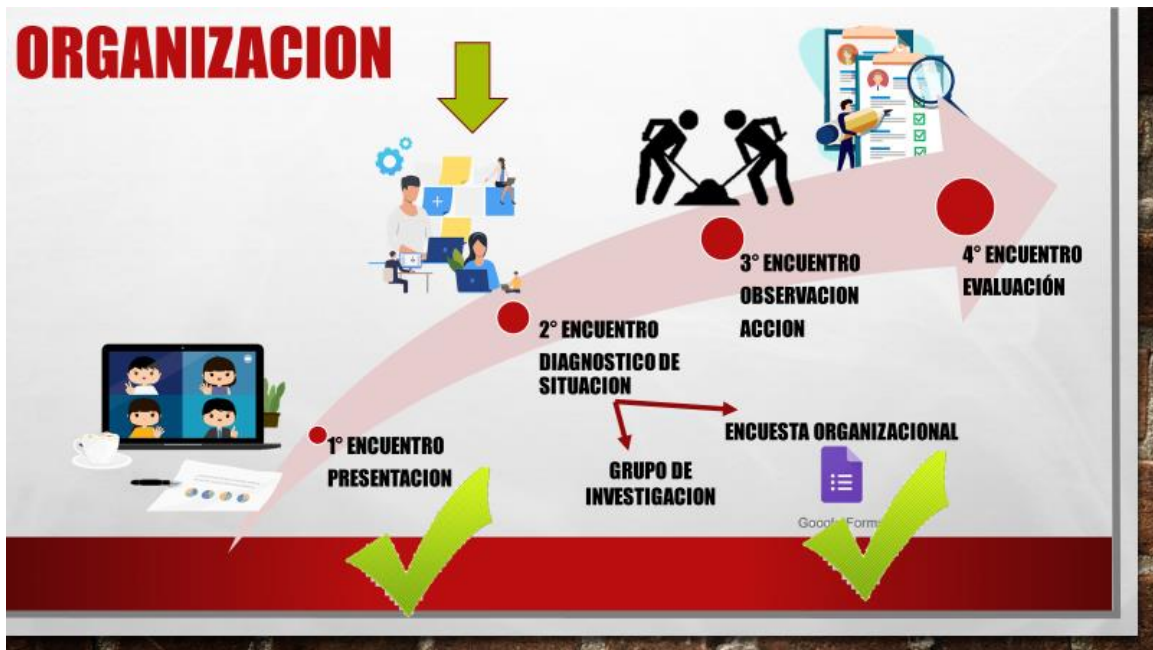 ORGANIZACION
1° ENCUENTRO
PRESENTACION
2° ENCUENTRO
DIAGNOSTICO DE
SITUACION
GRUPO DE
INVESTIGACION
ENCUESTA ORGANIZACIONAL
3° ENCUENTRO
OBSERVACION
ACCION
4° ENCUENTRO
EVALUACIÓN